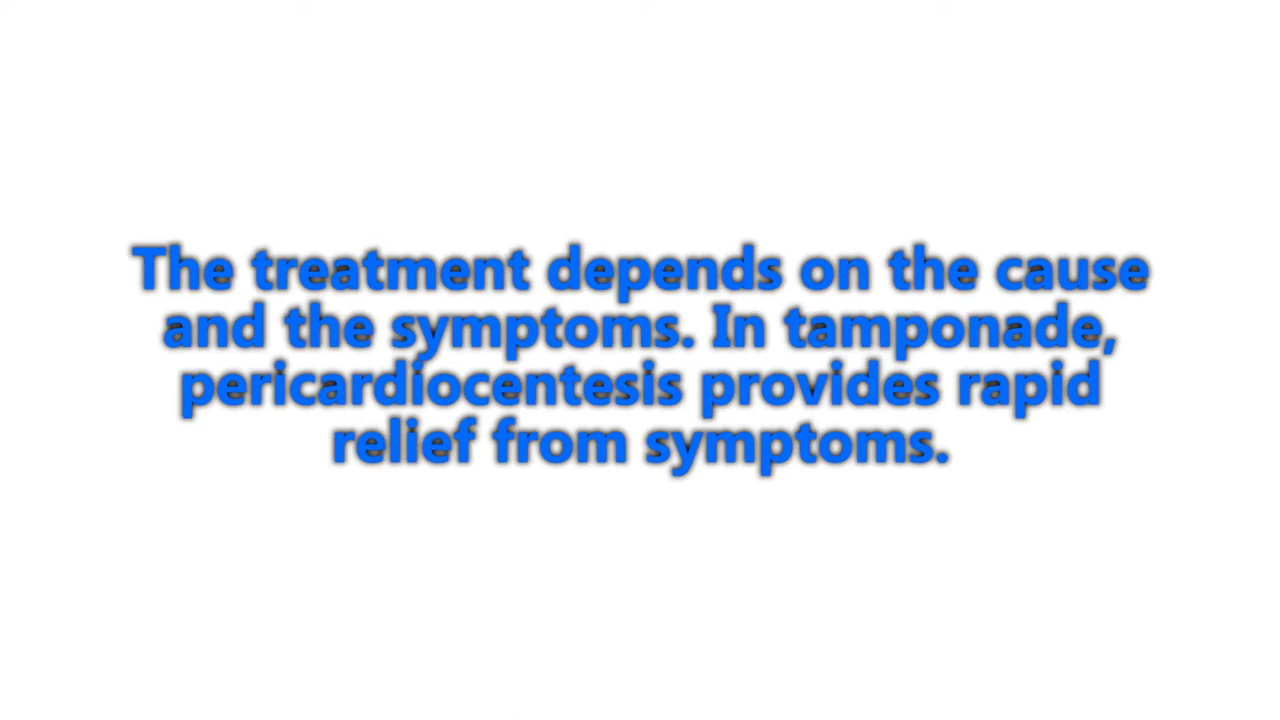 The treatment depends on the cause
and the symptoms. In tamponade,
pericardiocentesis provides rapid
relief from symptoms.